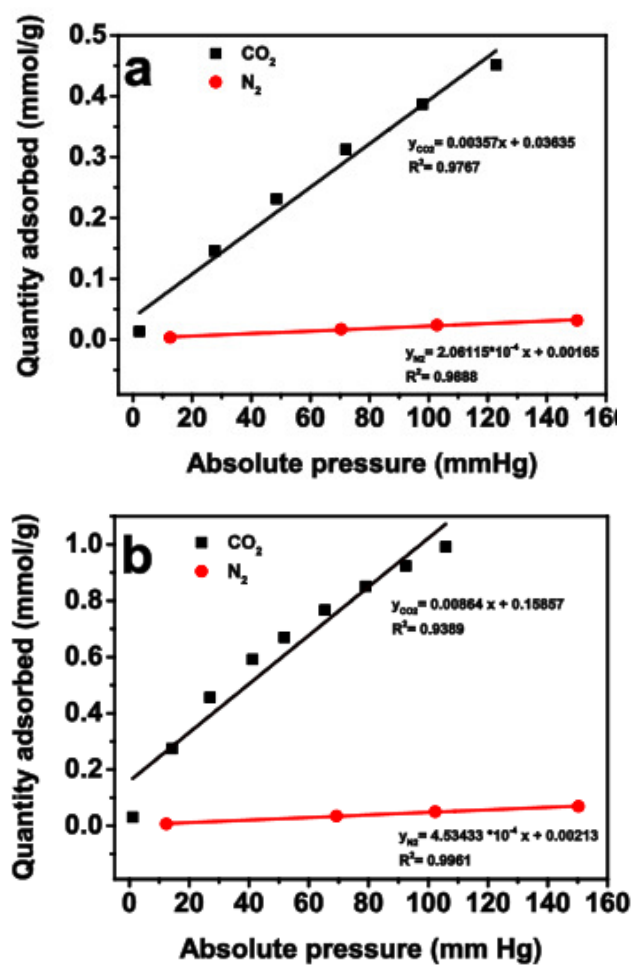 a
CO₂
N₂
Quantity adsorbed (mmol/g)
0.5
0.4
0.3
0.2
0.1
0.0
y_CO2= 0.00357x + 0.03635
R²= 0.9767
y_N2= 2.06115*10⁻⁴ x + 0.00165
R²= 0.9888
0 20 40 60 80 100 120 140 160
Absolute pressure (mmHg)
b
CO₂
N₂
Quantity adsorbed (mmol/g)
1.0
0.8
0.6
0.4
0.2
0.0
y_CO2= 0.00864 x + 0.15857
R²= 0.9389
y_N2= 4.53433 *10⁻⁴ x + 0.00213
R²= 0.9961
0 20 40 60 80 100 120 140 160
Absolute pressure (mm Hg)